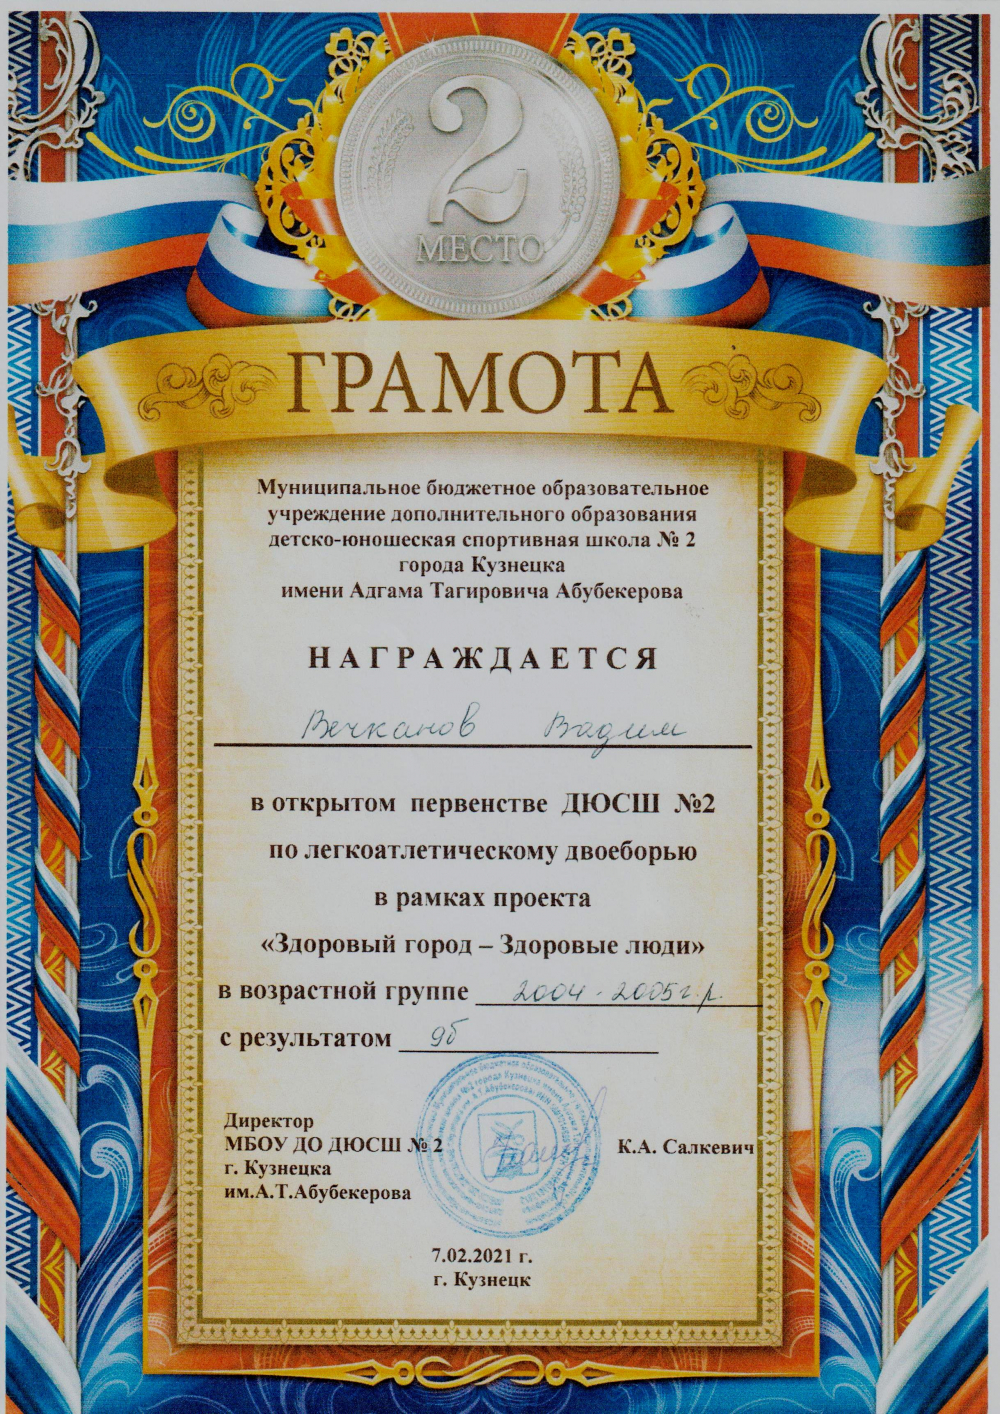 2
МЕСТО
ГРАМОТА
Муниципальное бюджетное образовательное
учреждение дополнительного образования
детско-юношеская спортивная школа № 2
города Кузнецка
имени Адгама Тагировича Абубекерова
НАГРАЖДАЕТСЯ
Вечканов Вадим
в открытом первенстве ДЮСШ №2
по легкоатлетическому двоеборью
в рамках проекта
«Здоровый город – Здоровые люди»
в возрастной группе 2004-2005г.р.
с результатом
Директор
МБОУ ДО ДЮСШ № 2 К.А. Салкевич
г. Кузнецка
им.А.Т.Абубекерова
7.02.2021 г.
г. Кузнецк